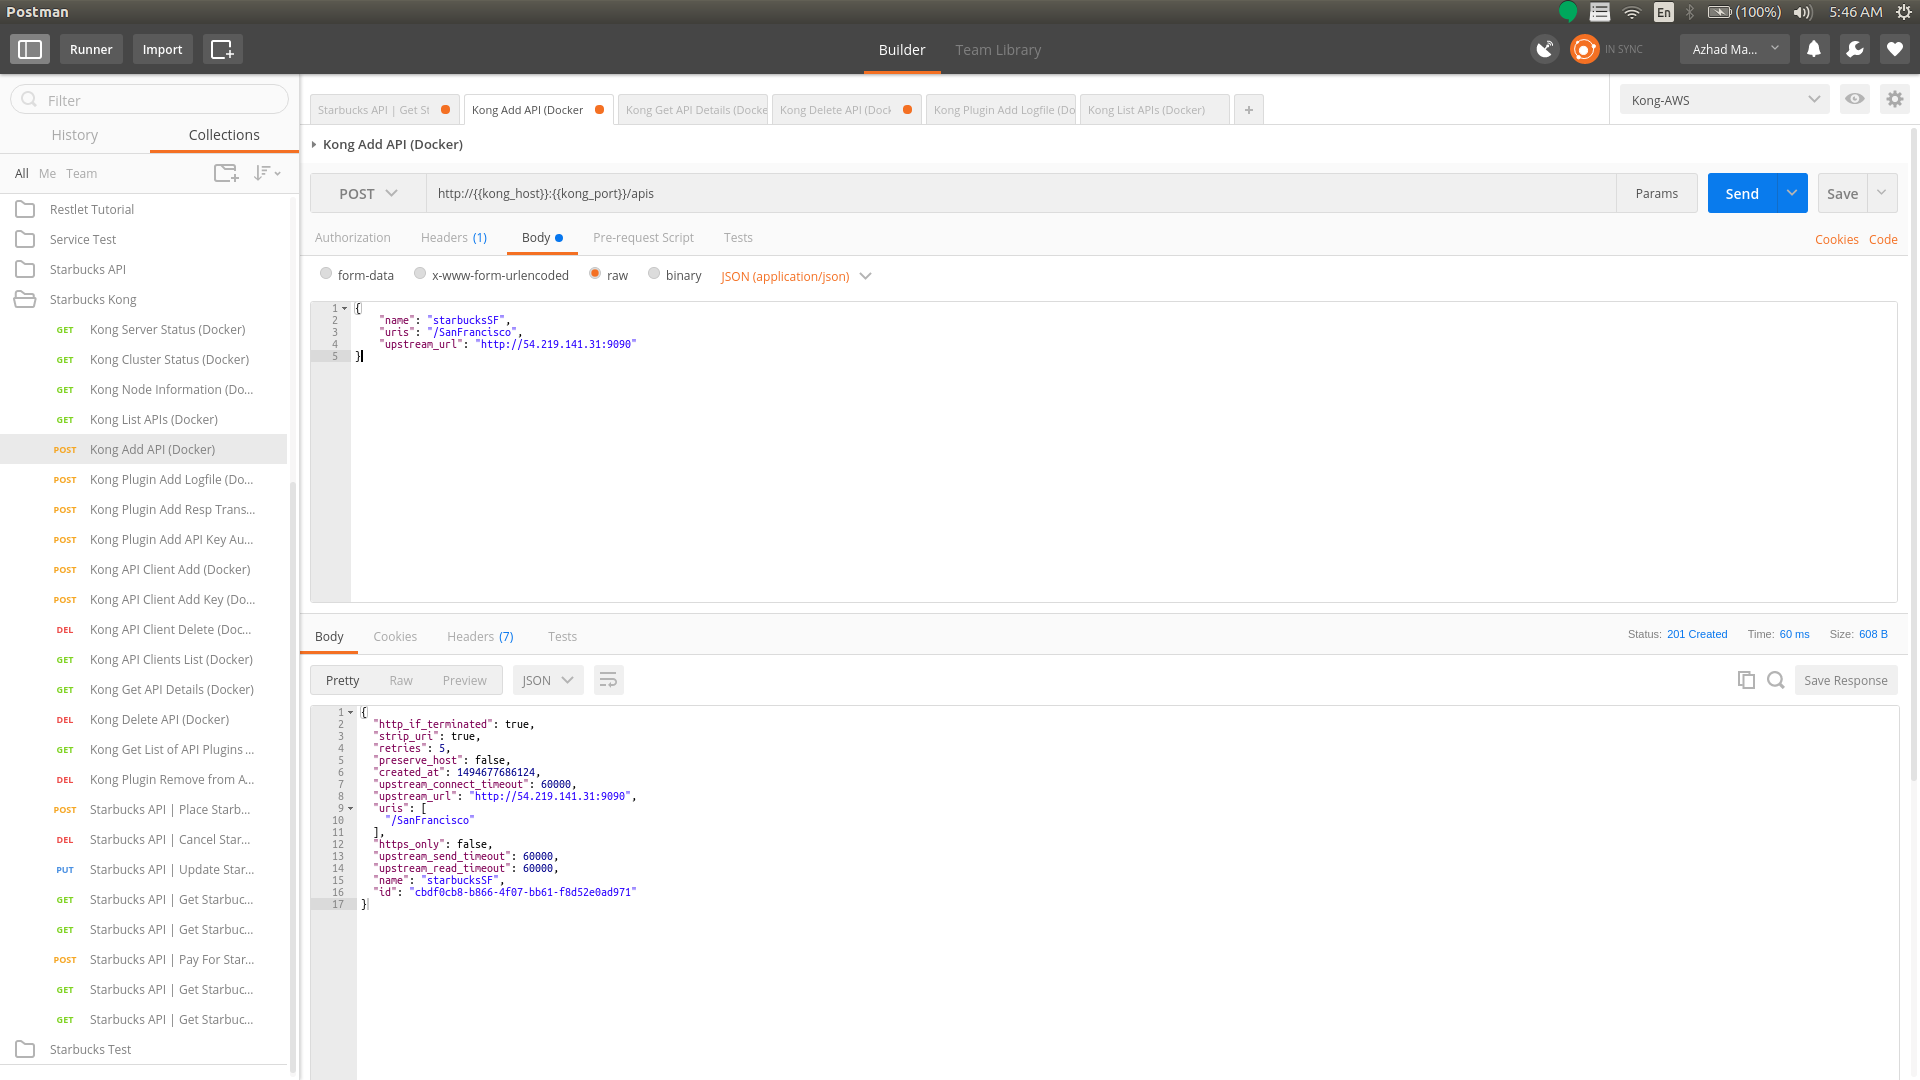 Postman
En (100%) 5:46 AM
Runner Import Builder Team Library IN SYNC Azhad Ma...
Filter
History Collections
All Me Team
Restlet Tutorial
Service Test
Starbucks API
Starbucks Kong
GET Kong Server Status (Docker)
GET Kong Cluster Status (Docker)
GET Kong Node Information (Do...
GET Kong List APIs (Docker)
POST Kong Add API (Docker)
POST Kong Plugin Add Logfile (Do...
POST Kong Plugin Add Resp Trans...
POST Kong Plugin Add API Key Au...
POST Kong API Client Add (Docker)
POST Kong API Client Add Key (Do...
DEL Kong API Client Delete (Doc...
GET Kong API Clients List (Docker)
GET Kong Get API Details (Docker)
DEL Kong Delete API (Docker)
GET Kong Get List of API Plugins ...
DEL Kong Plugin Remove from A...
POST Starbucks API | Place Starb...
DEL Starbucks API | Cancel Star...
PUT Starbucks API | Update Star...
GET Starbucks API | Get Starbuc...
GET Starbucks API | Get Starbuc...
POST Starbucks API | Pay For Star...
GET Starbucks API | Get Starbuc...
GET Starbucks API | Get Starbuc...
Starbucks Test
Starbucks API | Get St Kong Add API (Docker Kong Get API Details (Docke Kong Delete API (Dock Kong Plugin Add Logfile (Do Kong List APIs (Docker) +
Kong-AWS
Kong Add API (Docker)
POST http://{{kong_host}}:{{kong_port}}/apis Params Send Save
Authorization Headers (1) Body Pre-request Script Tests Cookies Code
form-data x-www-form-urlencoded raw binary JSON (application/json)
1 {
2 "name": "starbucksSF",
3 "uris": "/SanFrancisco",
4 "upstream_url": "http://54.219.141.31:9090"
5 }
Body Cookies Headers (7) Tests Status: 201 Created Time: 60 ms Size: 608 B
Pretty Raw Preview JSON Save Response
1 {
2 "http_if_terminated": true,
3 "strip_uri": true,
4 "retries": 5,
5 "preserve_host": false,
6 "created_at": 1494677686124,
7 "upstream_connect_timeout": 60000,
8 "upstream_url": "http://54.219.141.31:9090",
9 "uris": [
10 "/SanFrancisco"
11 ],
12 "https_only": false,
13 "upstream_send_timeout": 60000,
14 "upstream_read_timeout": 60000,
15 "name": "starbucksSF",
16 "id": "cbdf0cb8-b866-4f07-bb61-f8d52e0ad971"
17 }